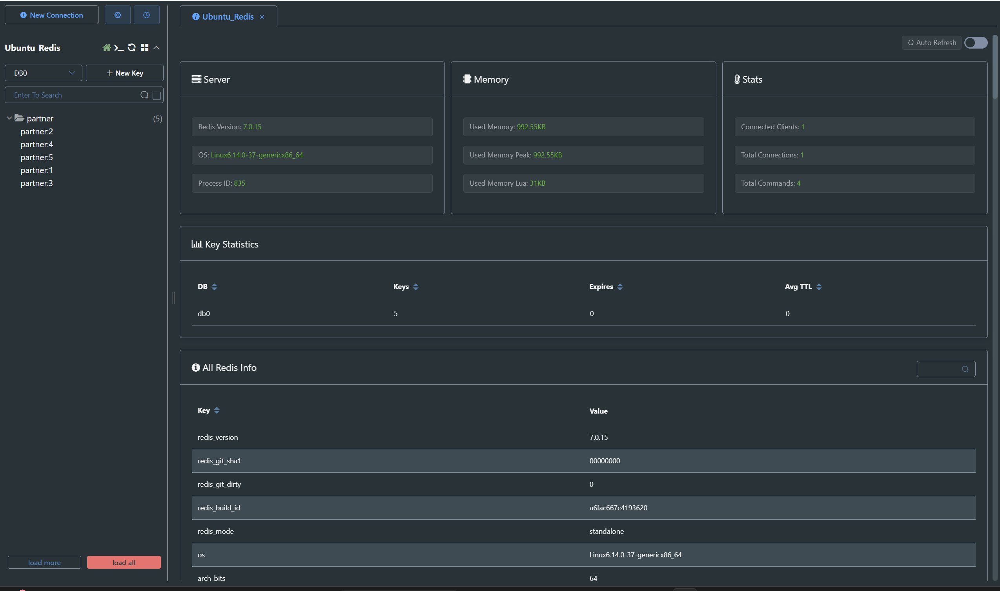 New Connection
Ubuntu_Redis
DB0
New Key
Enter To Search
partner (5)
partner:2
partner:4
partner:5
partner:1
partner:3
load more
load all
Ubuntu_Redis
Auto Refresh
Server
Redis Version: 7.0.15
OS: Linux6.14.0-37-genericx86_64
Process ID: 835
Memory
Used Memory: 992.55KB
Used Memory Peak: 992.55KB
Used Memory Lua: 31KB
Stats
Connected Clients: 1
Total Connections: 1
Total Commands: 4
Key Statistics
DB Keys Expires Avg TTL
db0 5 0 0
All Redis Info
Key Value
redis_version 7.0.15
redis_git_sha1 00000000
redis_git_dirty 0
redis_build_id a6fac667c4193620
redis_mode standalone
os Linux6.14.0-37-genericx86_64
arch_bits 64